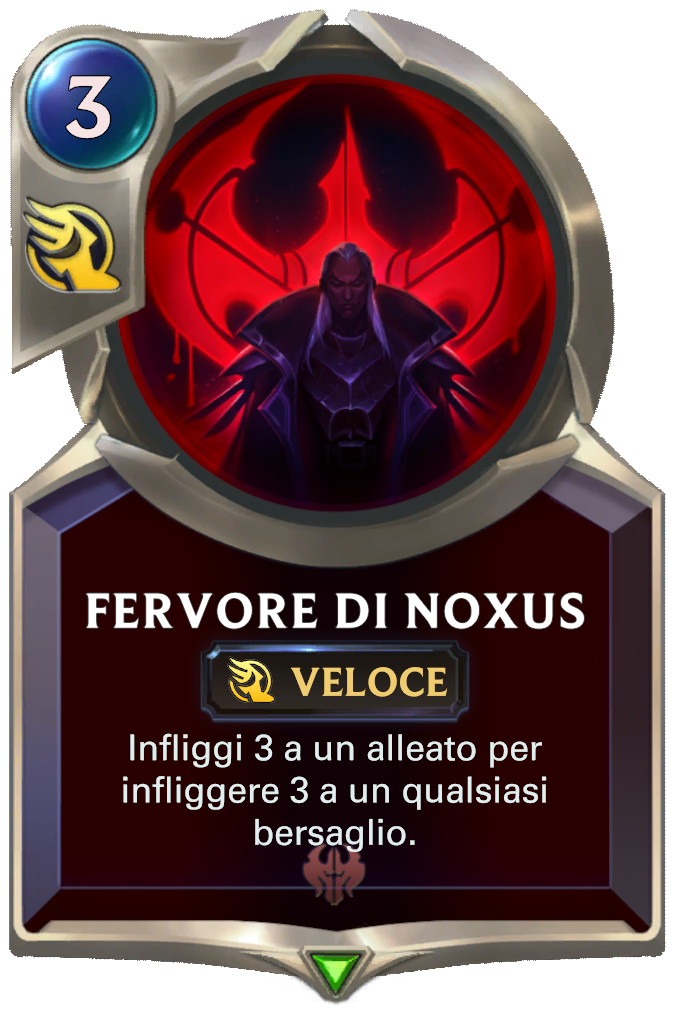 3
FERVORE DI NOXUS
VELOCE
Infliggi 3 a un alleato per
infliggere 3 a un qualsiasi
bersaglio.